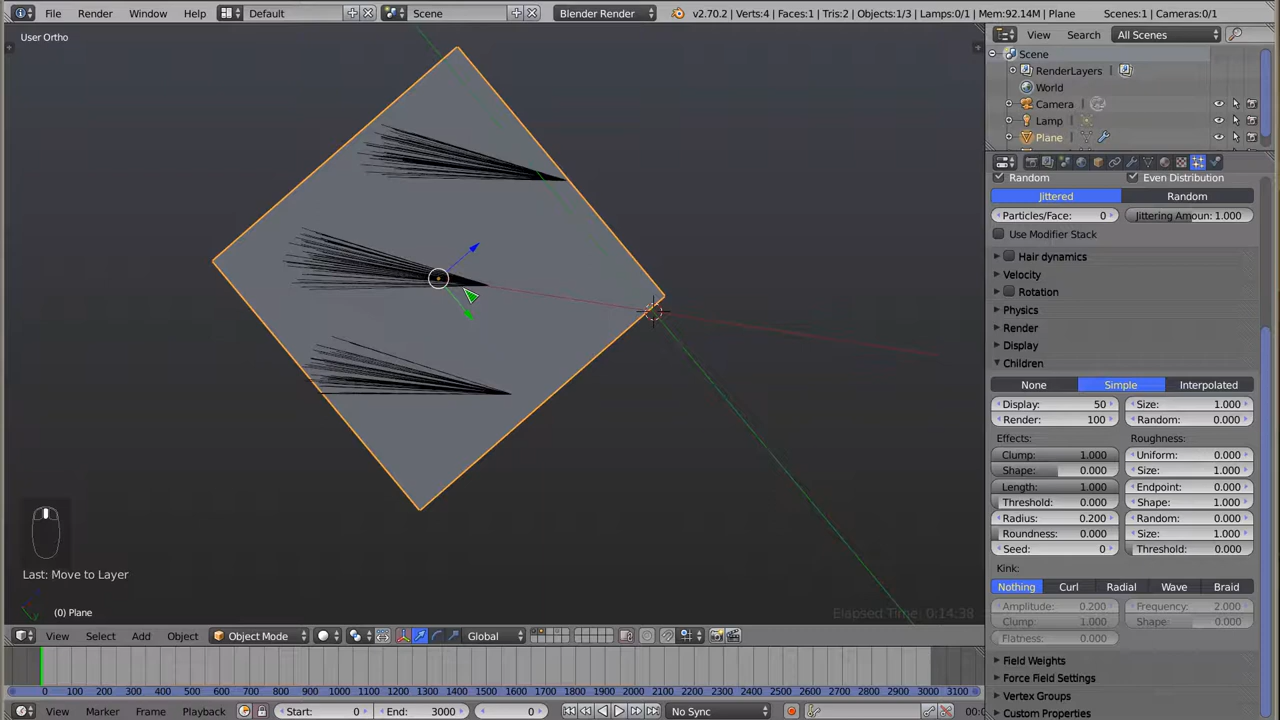 File Render Window Help Default Scene Blender Render v2.70.2 | Verts:4 | Faces:1 | Tris:2 | Objects:1/3 | Lamps:0/1 | Mem:92.14M | Plane Scenes:1 | Cameras:0/1
User Ortho
View Search All Scenes
Scene
RenderLayers
World
Camera
Lamp
Plane
Random Even Distribution
Jittered Random
Particles/Face: 0 Jittering Amoun: 1.000
Use Modifier Stack
Hair dynamics
Velocity
Rotation
Physics
Render
Display
Children
None Simple Interpolated
Display: 50 Size: 1.000
Render: 100 Random: 0.000
Effects: Roughness:
Clump: 1.000 Uniform: 0.000
Shape: 0.000 Size: 1.000
Length: 1.000 Endpoint: 0.000
Threshold: 0.000 Shape: 1.000
Radius: 0.200 Random: 0.000
Roundness: 0.000 Size: 1.000
Seed: 0 Threshold: 0.000
Kink:
Nothing Curl Radial Wave Braid
Amplitude: 0.200 Frequency: 2.000
Clump: 1.000 Shape: 0.000
Flatness: 0.000
Field Weights
Force Field Settings
Vertex Groups
Custom Properties
Last: Move to Layer
(0) Plane
Elapsed Time: 0:14:38
View Select Add Object Object Mode Global
0 100 200 300 400 500 600 700 800 900 1000 1100 1200 1300 1400 1500 1600 1700 1800 1900 2000 2100 2200 2300 2400 2500 2600 2700 2800 2900 3000 3100
View Marker Frame Playback Start: 0 End: 3000 0 No Sync